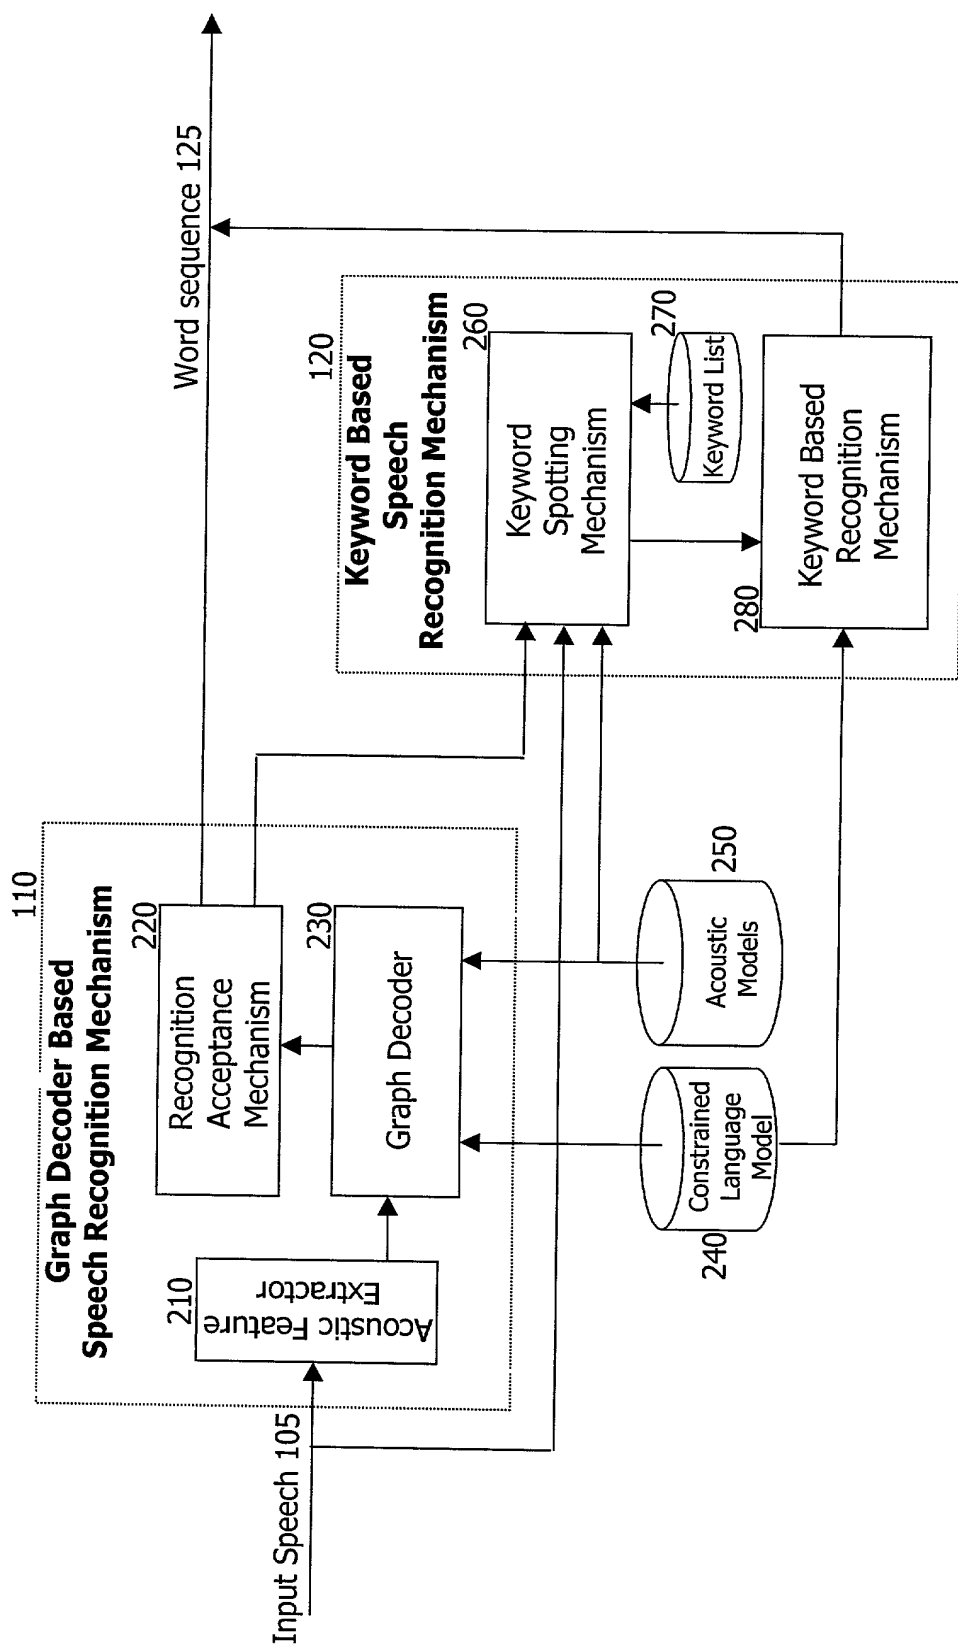 110
Graph Decoder Based
Speech Recognition Mechanism
210
Acoustic Feature
Extractor
220
Recognition
Acceptance
Mechanism
230
Graph Decoder
Input Speech 105
Word sequence 125
240
Constrained
Language
Model
250
Acoustic
Models
120
Keyword Based
Speech
Recognition Mechanism
260
Keyword
Spotting
Mechanism
270
Keyword List
280
Keyword Based
Recognition
Mechanism